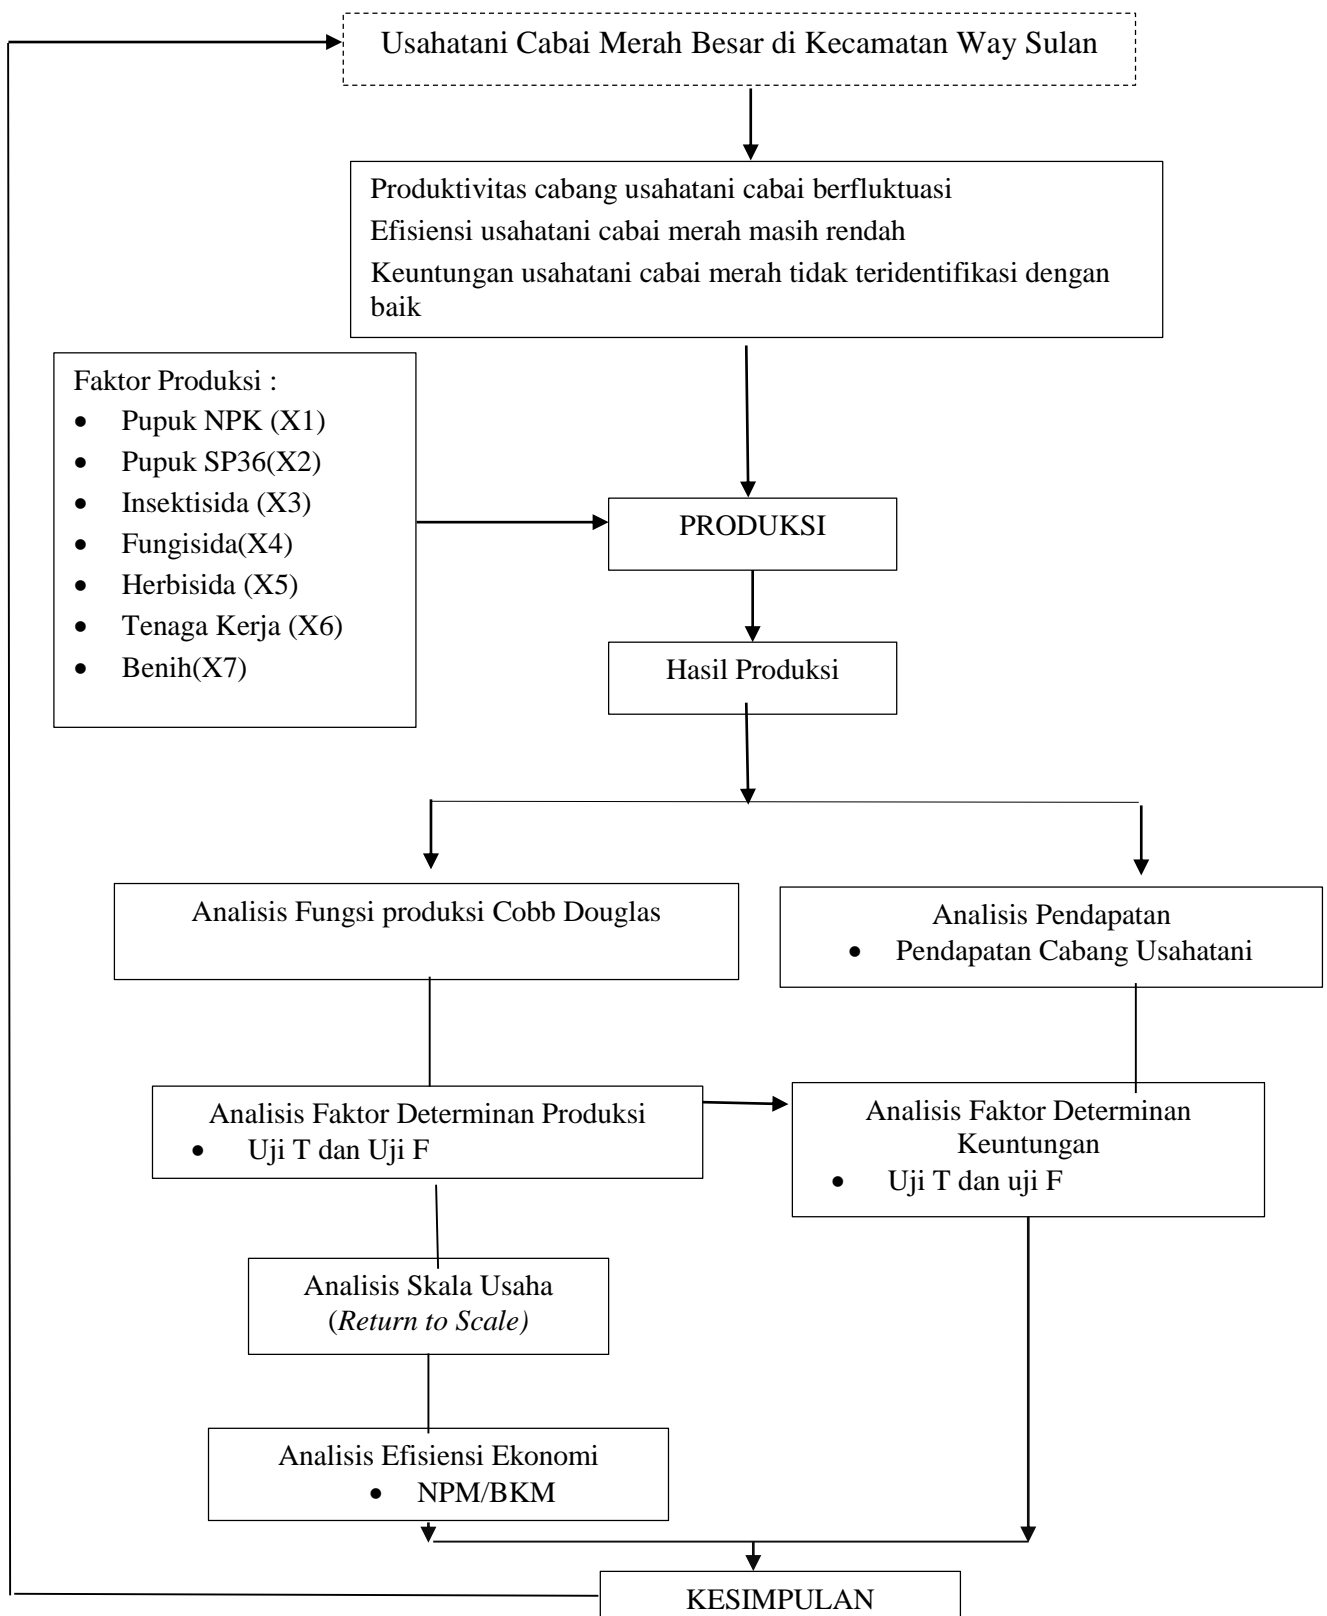 Usahatani Cabai Merah Besar di Kecamatan Way Sulan
Produktivitas cabang usahatani cabai berfluktuasi
Efisiensi usahatani cabai merah masih rendah
Keuntungan usahatani cabai merah tidak teridentifikasi dengan
baik
Faktor Produksi :
• Pupuk NPK (X1)
• Pupuk SP36(X2)
• Insektisida (X3)
• Fungisida(X4)
• Herbisida (X5)
• Tenaga Kerja (X6)
• Benih(X7)
PRODUKSI
Hasil Produksi
Analisis Fungsi produksi Cobb Douglas
Analisis Pendapatan
• Pendapatan Cabang Usahatani
Analisis Faktor Determinan Produksi
• Uji T dan Uji F
Analisis Faktor Determinan
Keuntungan
• Uji T dan uji F
Analisis Skala Usaha
(Return to Scale)
Analisis Efisiensi Ekonomi
• NPM/BKM
KESIMPULAN